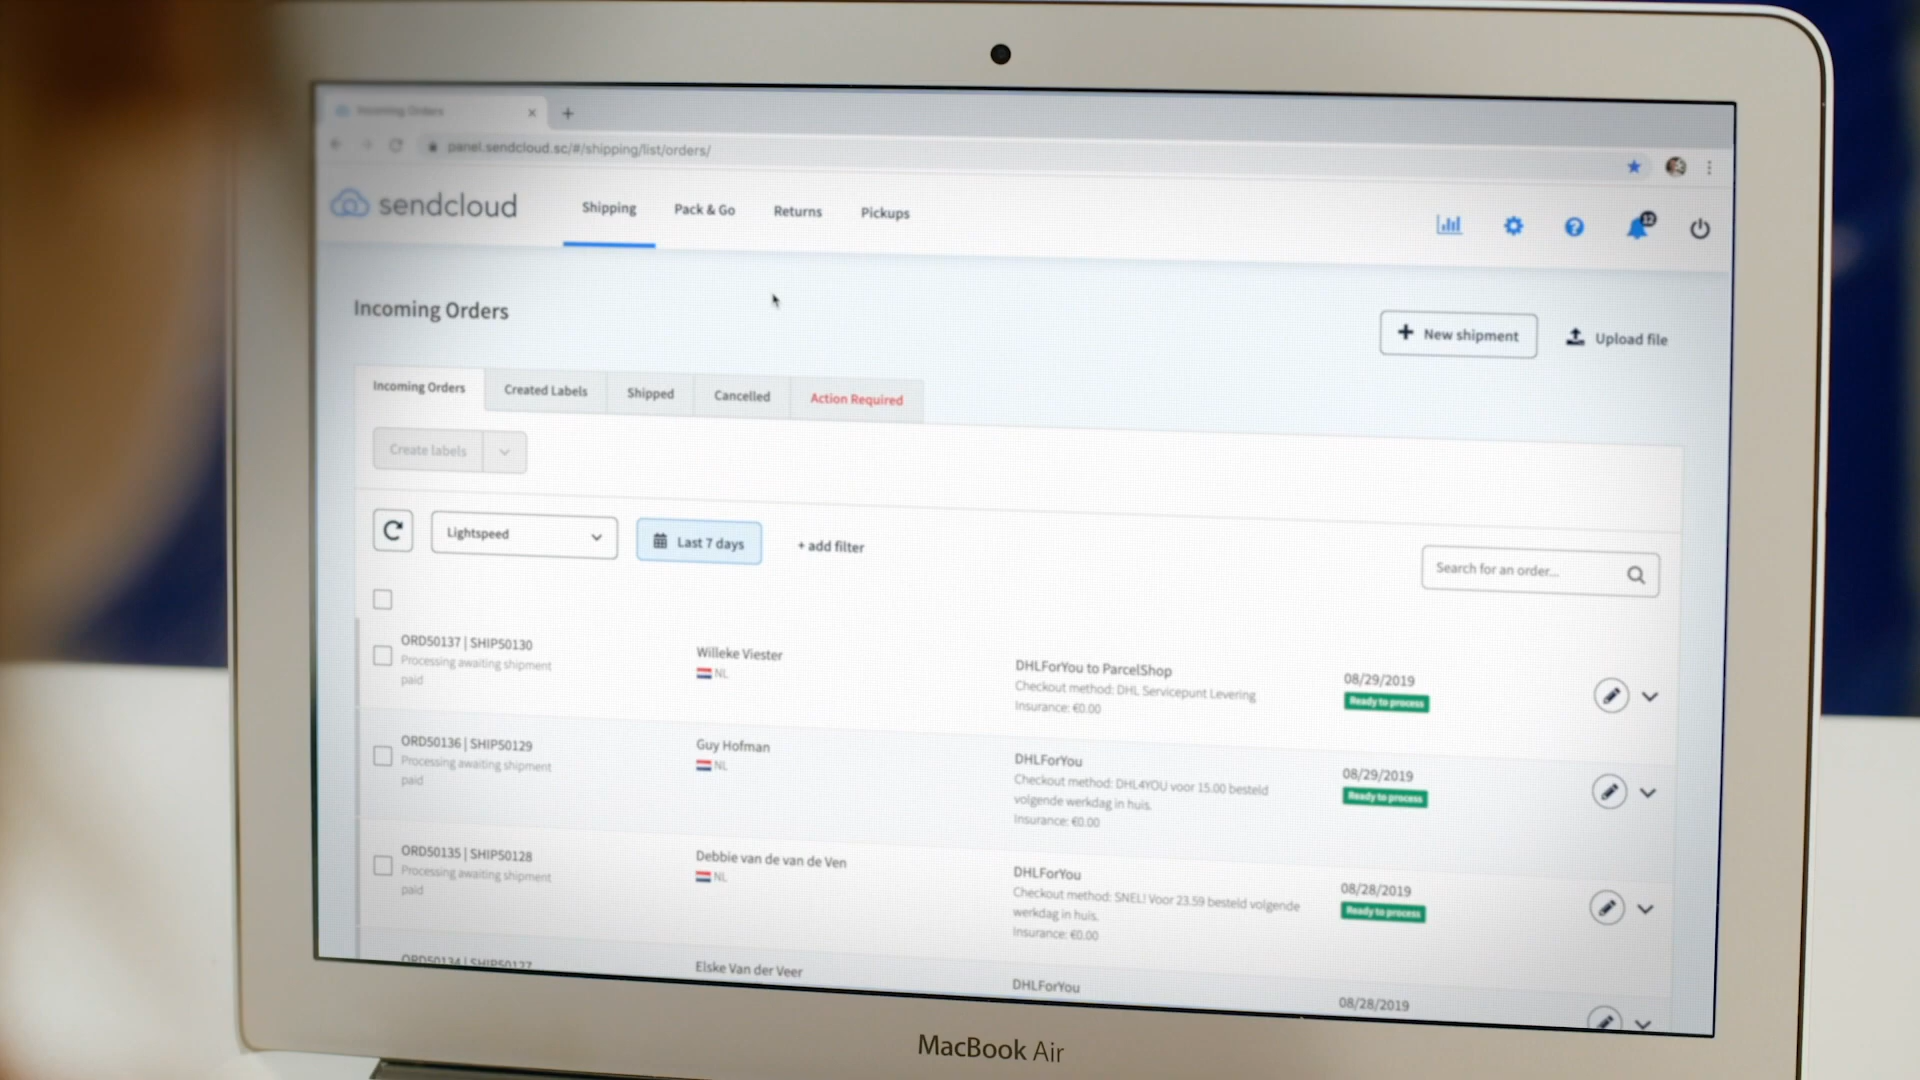 Incoming Orders
panel.sendcloud.sc/#/shipping/list/orders/
sendcloud
Shipping
Pack & Go
Returns
Pickups
12
Incoming Orders
New shipment
Upload file
Incoming Orders
Created Labels
Shipped
Cancelled
Action Required
Create labels
Lightspeed
Last 7 days
+ add filter
Search for an order...
ORD50137 | SHIP50130
Processing awaiting shipment
paid
Willeke Viester
NL
DHLForYou to ParcelShop
Checkout method: DHL Servicepunt Levering
Insurance: €0.00
08/29/2019
Ready to process
ORD50136 | SHIP50129
Processing awaiting shipment
paid
Guy Hofman
NL
DHLForYou
Checkout method: DHL4YOU voor 15.00 besteld
volgende werkdag in huis.
Insurance: €0.00
08/29/2019
Ready to process
ORD50135 | SHIP50128
Processing awaiting shipment
paid
Debbie van de van de Ven
NL
DHLForYou
Checkout method: SNEL! Voor 23.59 besteld volgende
werkdag in huis.
Insurance: €0.00
08/28/2019
Ready to process
ORD50134 | SHIP50127
Elske Van der Veer
DHLForYou
08/28/2019
MacBook Air